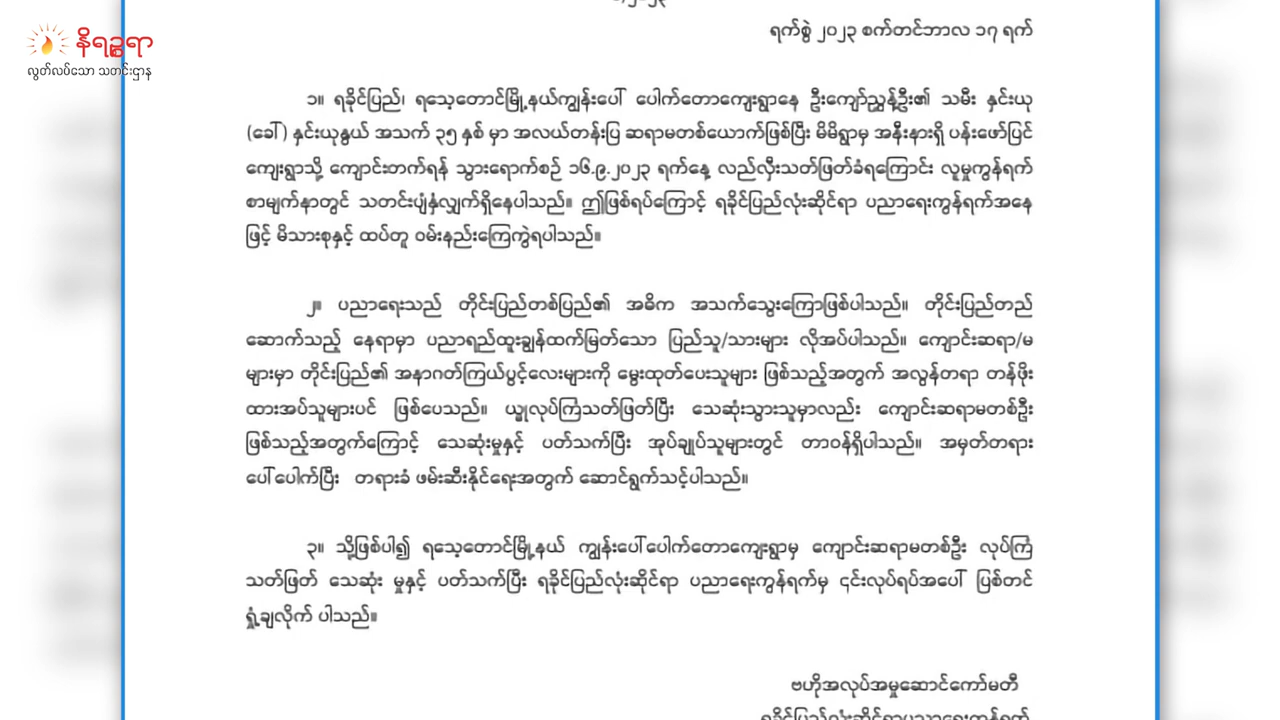 နိရဉ္စရာ
လွတ်လပ်သော သတင်းဌာန
ရက်စွဲ ၂၀၂၃ စက်တင်ဘာလ ၁၇ ရက်
၁။ ရခိုင်ပြည်၊ ရသေ့တောင်မြို့နယ်ကျွန်းပေါ် ပေါက်တောကျေးရွာနေ ဦးကျော်ညွှန့်ဦး၏ သမီး နှင်းယု
(ခေါ်) နှင်းယုနွယ် အသက် ၃၅ နှစ် မှာ အလယ်တန်းပြ ဆရာမတစ်ယောက်ဖြစ်ပြီး မိမိရွာမှ အနီးနားရှိ ပန်းဖော်ပြင်
ကျေးရွာသို့ ကျောင်းတက်ရန် သွားရောက်စဉ် ၁၆.၉.၂၀၂၃ ရက်နေ့ လည်လှီးသတ်ဖြတ်ခံရကြောင်း လူမှုကွန်ရက်
စာမျက်နာတွင် သတင်းပျံနှံလျှက်ရှိနေပါသည်။ ဤဖြစ်ရပ်ကြောင့် ရခိုင်ပြည်လုံးဆိုင်ရာ ပညာရေးကွန်ရက်အနေ
ဖြင့် မိသားစုနှင့် ထပ်တူ ဝမ်းနည်းကြေကွဲရပါသည်။
၂။ ပညာရေးသည် တိုင်းပြည်တစ်ပြည်၏ အဓိက အသက်သွေးကြောဖြစ်ပါသည်။ တိုင်းပြည်တည်
ဆောက်သည့် နေရာမှာ ပညာရည်ထူးချွန်ထက်မြတ်သော ပြည်သူ/သားများ လိုအပ်ပါသည်။ ကျောင်းဆရာ/မ
များမှာ တိုင်းပြည်၏ အနာဂတ်ကြယ်ပွင့်လေးများကို မွေးထုတ်ပေးသူများ ဖြစ်သည့်အတွက် အလွန်တရာ တန်ဖိုး
ထားအပ်သူများပင် ဖြစ်ပေသည်။ ယ္ခုလုပ်ကြံသတ်ဖြတ်ပြီး သေဆုံးသွားသူမှာလည်း ကျောင်းဆရာမတစ်ဦး
ဖြစ်သည့်အတွက်ကြောင့် သေဆုံးမှုနှင့် ပတ်သက်ပြီး အုပ်ချုပ်သူများတွင် တာဝန်ရှိပါသည်။ အမှတ်တရား
ပေါ်ပေါက်ပြီး တရားခံ ဖမ်းဆီးနိုင်ရေးအတွက် ဆောင်ရွက်သင့်ပါသည်။
၃။ သို့ဖြစ်ပါ၍ ရသေ့တောင်မြို့နယ် ကျွန်းပေါ်ပေါက်တောကျေးရွာမှ ကျောင်းဆရာမတစ်ဦး လုပ်ကြံ
သတ်ဖြတ် သေဆုံး မှုနှင့် ပတ်သက်ပြီး ရခိုင်ပြည်လုံးဆိုင်ရာ ပညာရေးကွန်ရက်မှ ၎င်းလုပ်ရပ်အပေါ် ပြစ်တင်
ရှုံ့ချလိုက် ပါသည်။
ဗဟိုအလုပ်အမှုဆောင်ကော်မတီ
ရခိုင်ပြည်လုံးဆိုင်ရာပညာရေးကွန်ရက်